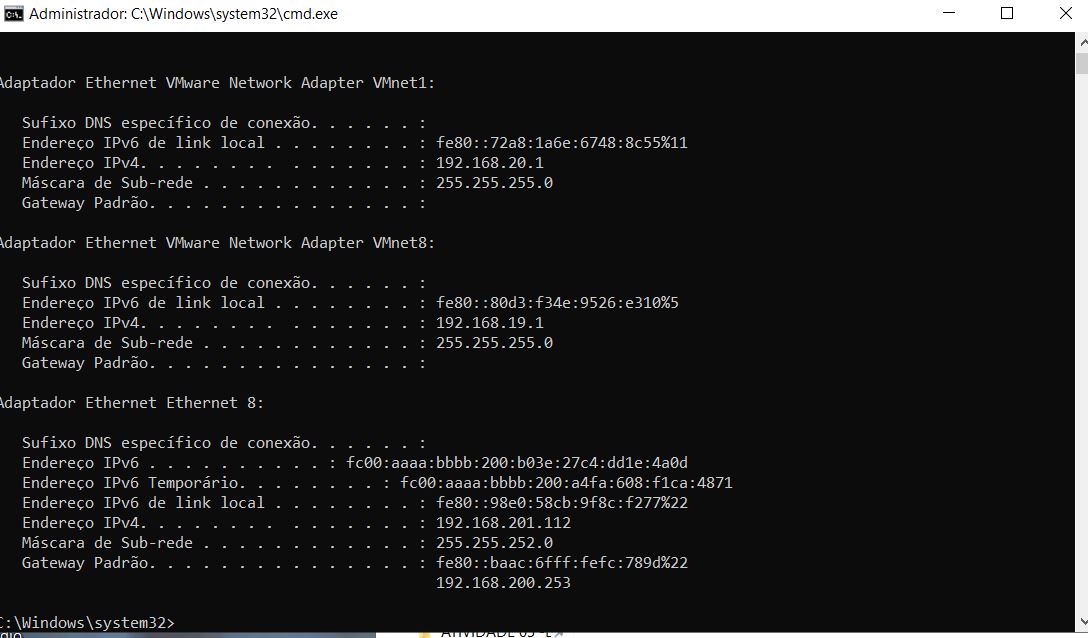 Administrador: C:\Windows\system32\cmd.exe
Adaptador Ethernet VMware Network Adapter VMnet1:
Sufixo DNS específico de conexão. . . . . . :
Endereço IPv6 de link local . . . . . . . . : fe80::72a8:1a6e:6748:8c55%11
Endereço IPv4. . . . . . . .  . . . . . . . : 192.168.20.1
Máscara de Sub-rede . . . . . . . . . . . . : 255.255.255.0
Gateway Padrão. . . . . . . . . . . . . . . :
Adaptador Ethernet VMware Network Adapter VMnet8:
Sufixo DNS específico de conexão. . . . . . :
Endereço IPv6 de link local . . . . . . . . : fe80::80d3:f34e:9526:e310%5
Endereço IPv4. . . . . . . .  . . . . . . . : 192.168.19.1
Máscara de Sub-rede . . . . . . . . . . . . : 255.255.255.0
Gateway Padrão. . . . . . . . . . . . . . . :
Adaptador Ethernet Ethernet 8:
Sufixo DNS específico de conexão. . . . . . :
Endereço IPv6 . . . . . . . . . . : fc00:aaaa:bbbb:200:b03e:27c4:dd1e:4a0d
Endereço IPv6 Temporário. . . . . . . . : fc00:aaaa:bbbb:200:a4fa:608:f1ca:4871
Endereço IPv6 de link local . . . . . . . . : fe80::98e0:58cb:9f8c:f277%22
Endereço IPv4. . . . . . . .  . . . . . . . : 192.168.201.112
Máscara de Sub-rede . . . . . . . . . . . . : 255.255.252.0
Gateway Padrão. . . . . . . . . . . . . . . : fe80::baac:6fff:fefc:789d%22
192.168.200.253
C:\Windows\system32>